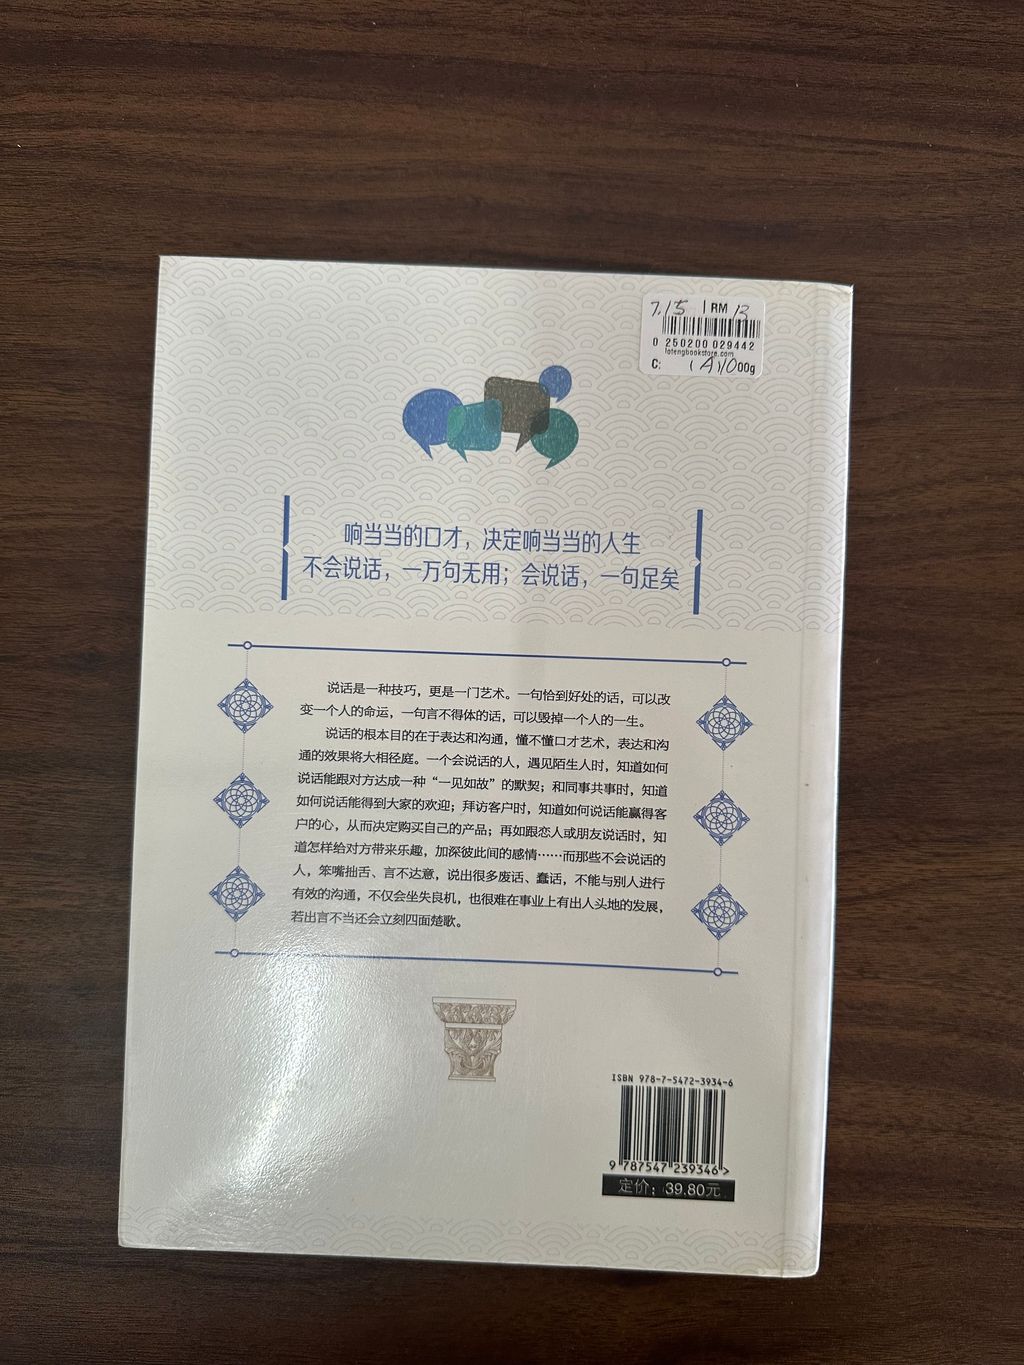 7.15 | RM 13
0 250200 029442
lotengbookstore.com
C: (A) 1000g
响当当的口才，决定响当当的人生
不会说话，一万句无用；会说话，一句足矣
说话是一种技巧，更是一门艺术。一句恰到好处的话，可以改
变一个人的命运，一句言不得体的话，可以毁掉一个人的一生。
说话的根本目的在于表达和沟通，懂不懂口才艺术，表达和沟
通的效果将大相径庭。一个会说话的人，遇见陌生人时，知道如何
说话能跟对方达成一种“一见如故”的默契；和同事共事时，知道
如何说话能得到大家的欢迎；拜访客户时，知道如何说话能赢得客
户的心，从而决定购买自己的产品；再如跟恋人或朋友说话时，知
道怎样给对方带来乐趣，加深彼此间的感情……而那些不会说话的
人，笨嘴拙舌、言不达意，说出很多废话、蠢话，不能与别人进行
有效的沟通，不仅会坐失良机，也很难在事业上有出人头地的发展，
若出言不当还会立刻四面楚歌。
ISBN 978-7-5472-3934-6
9 787547 239346 >
定价：39.80元